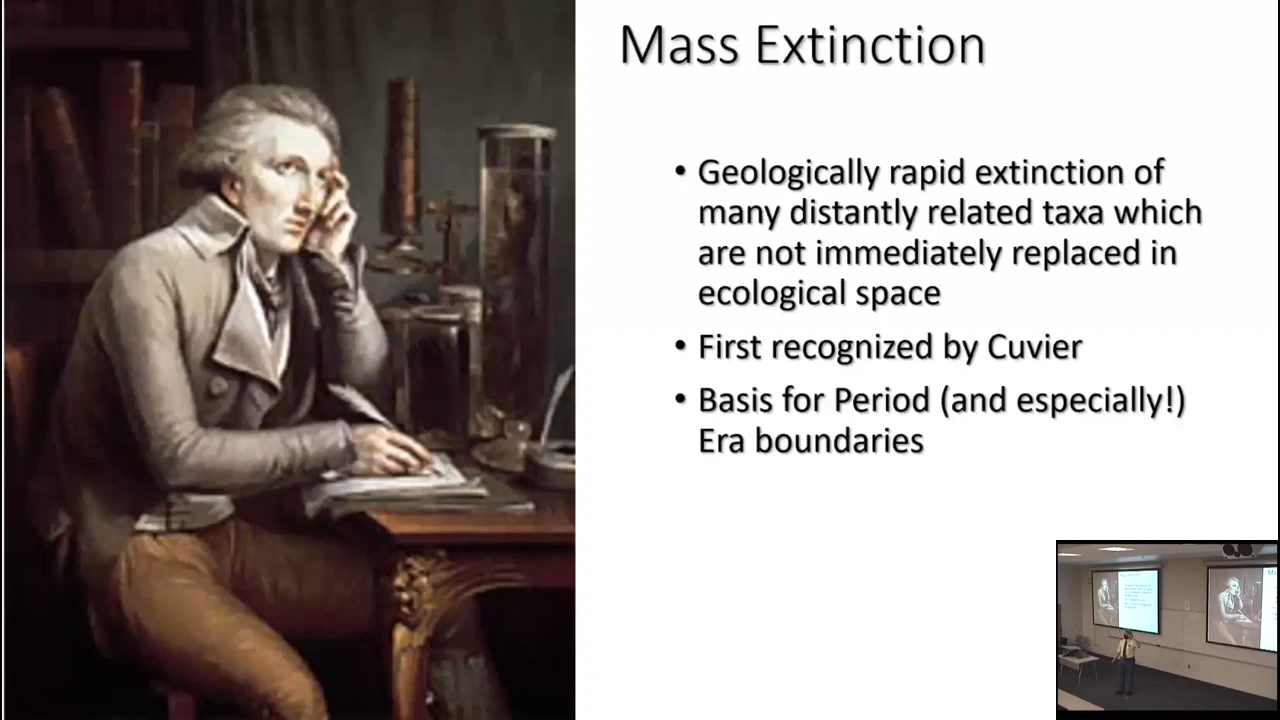 Mass Extinction
• Geologically rapid extinction of
many distantly related taxa which
are not immediately replaced in
ecological space
• First recognized by Cuvier
• Basis for Period (and especially!)
Era boundaries